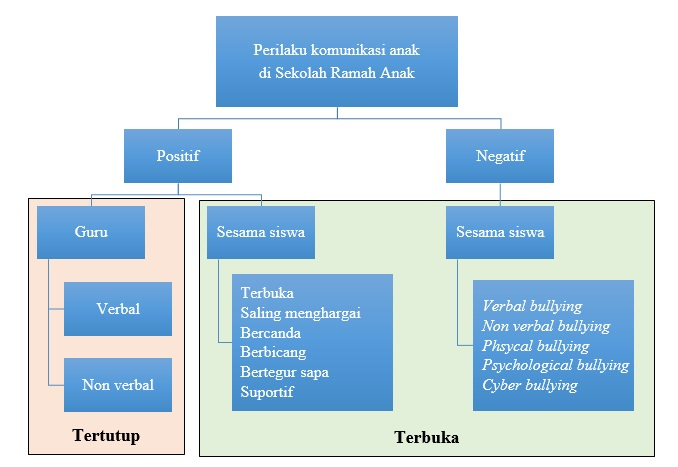 Perilaku komunikasi anak
di Sekolah Ramah Anak
Positif
Negatif
Guru
Sesama siswa
Sesama siswa
Verbal
Non verbal
Terbuka
Saling menghargai
Bercanda
Berbicang
Bertegur sapa
Suportif
Verbal bullying
Non verbal bullying
Phsycal bullying
Psychological bullying
Cyber bullying
Tertutup
Terbuka